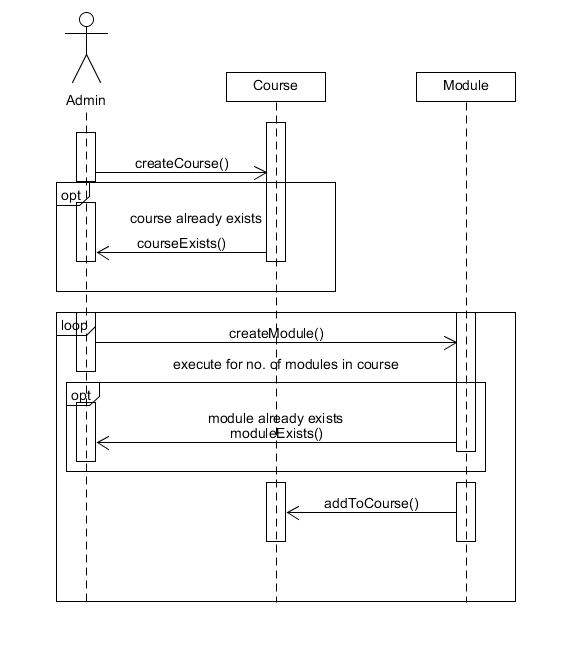 Admin
Course
Module
createCourse()
opt
course already exists
courseExists()
loop
createModule()
execute for no. of modules in course
opt
module already exists
moduleExists()
addToCourse()